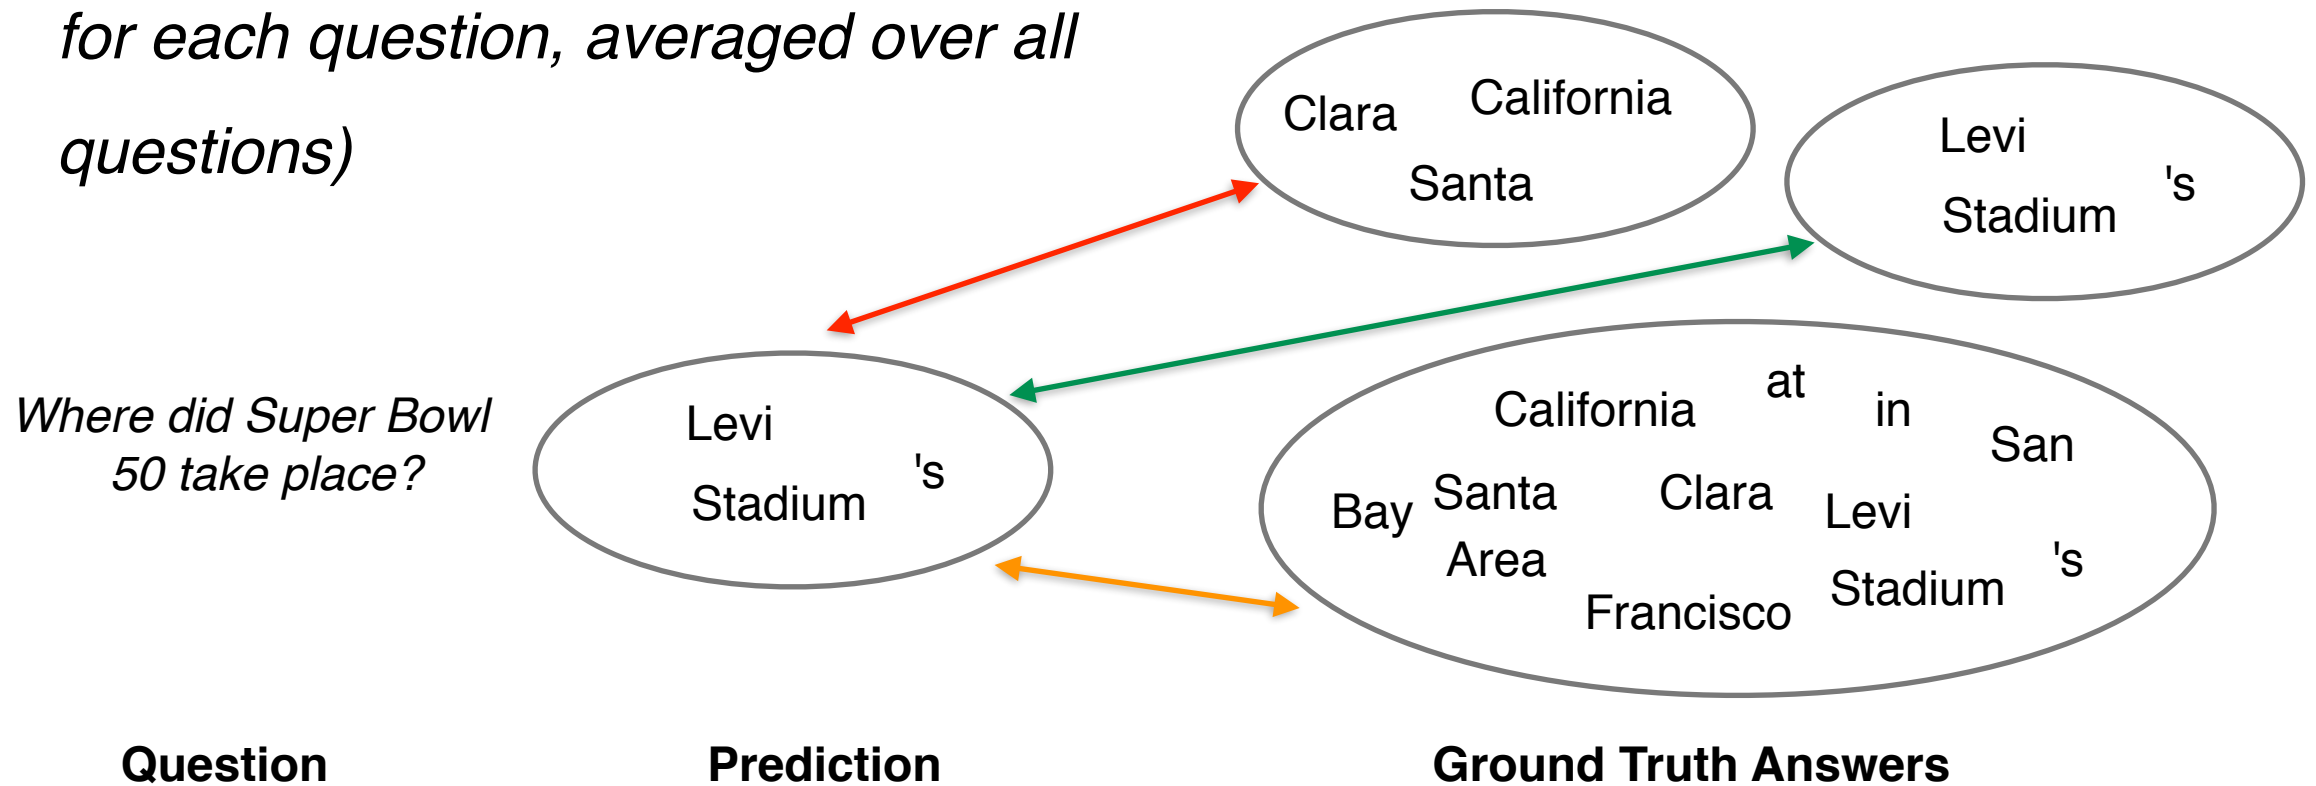 for each question, averaged over all
questions)
Clara California
Santa
Levi
's
Stadium
Where did Super Bowl
50 take place?
Levi
's
Stadium
at
California in
San
Santa Clara
Bay Levi
Area 's
Stadium
Francisco
Question Prediction Ground Truth Answers